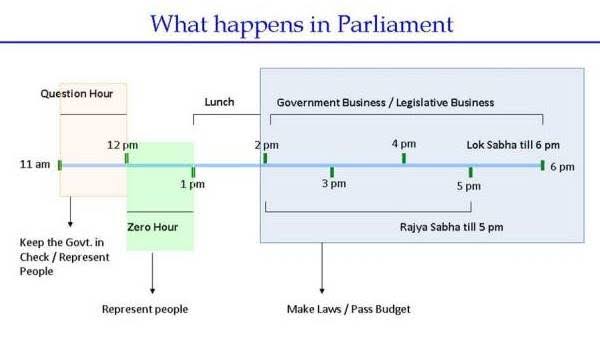 What happens in Parliament
Question Hour
Lunch
Government Business / Legislative Business
12 pm
2 pm
4 pm
Lok Sabha till 6 pm
11 am
6 pm
1 pm
3 pm
5 pm
Zero Hour
Rajya Sabha till 5 pm
Keep the Govt. in
Check / Represent
People
Represent people
Make Laws / Pass Budget